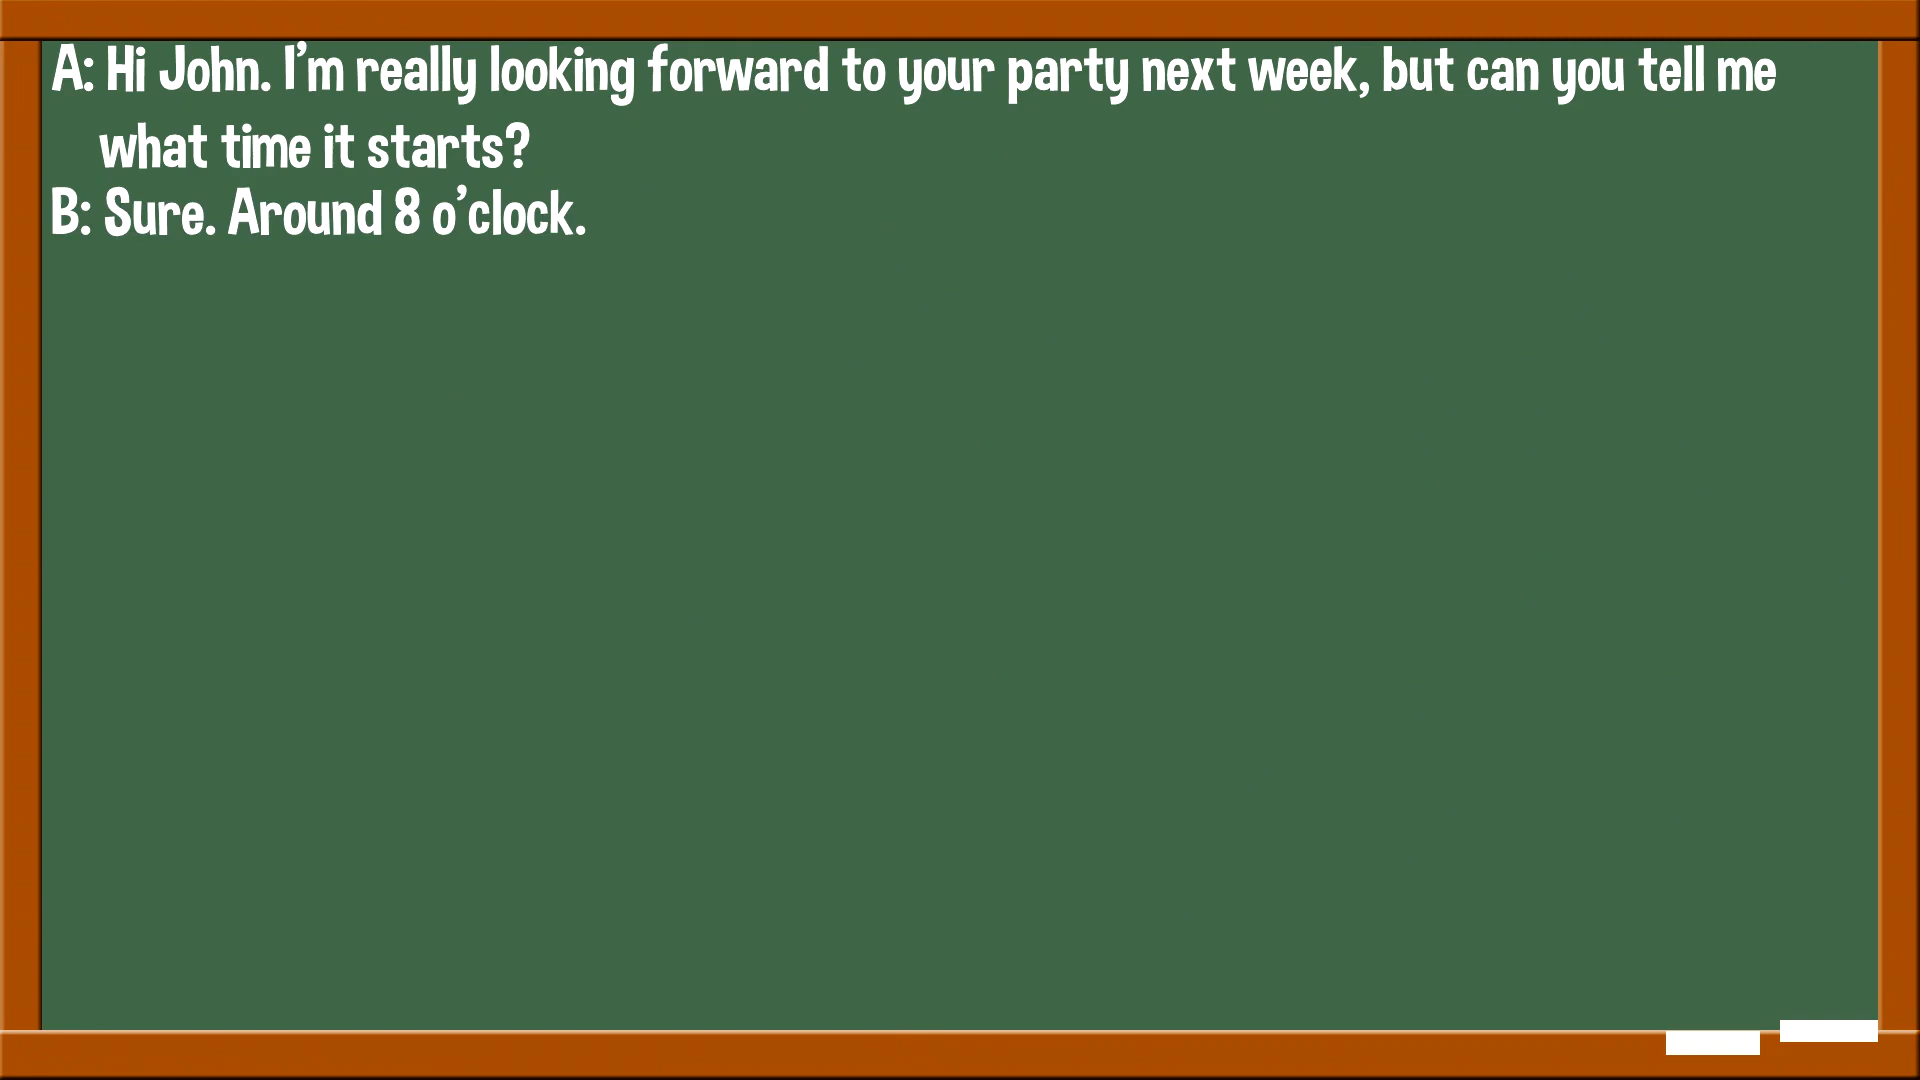 A: Hi John. I’m really looking forward to your party next week, but can you tell me
what time it starts?
B: Sure. Around 8 o’clock.